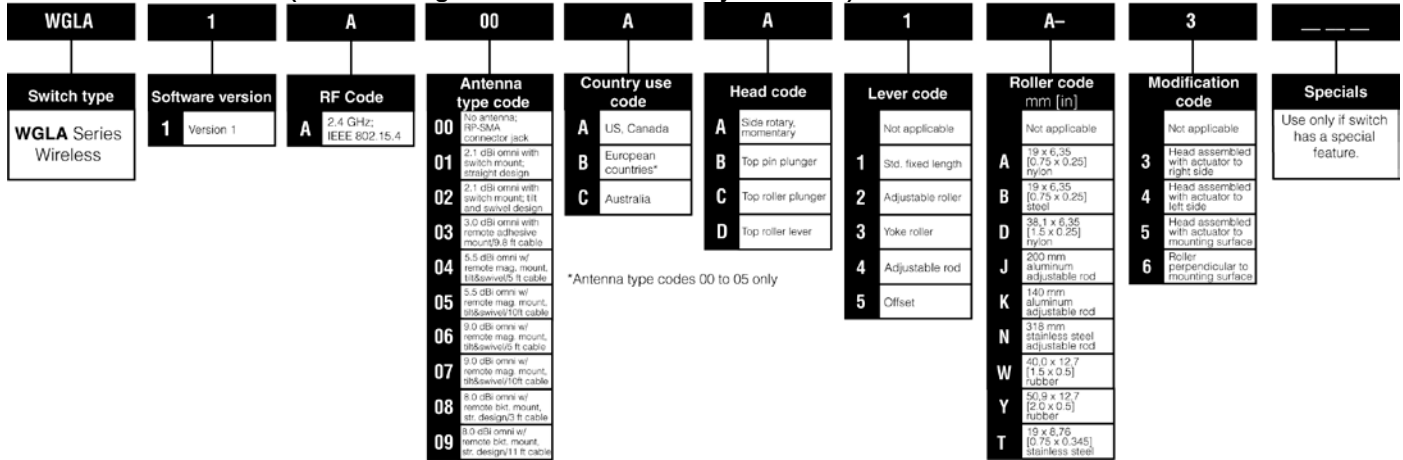 WGLA 1 A 00 A A 1 A– 3 _ _ _
Switch type
WGLA Series
Wireless
Software version
1 Version 1
RF Code
A 2.4 GHz;
IEEE 802.15.4
Antenna
type code
00 No antenna;
RP-SMA
connector jack
01 2.1 dBi omni with
switch mount;
straight design
02 2.1 dBi omni with
switch mount; tilt
and swivel design
03 3.0 dBi omni with
remote adhesive
mount/9.8 ft cable
04 5.5 dBi omni w/
remote mag. mount,
tilt&swivel/5 ft cable
05 5.5 dBi omni w/
remote mag. mount,
tilt&swivel/10ft cable
06 9.0 dBi omni w/
remote mag. mount,
tilt&swivel/5 ft cable
07 9.0 dBi omni w/
remote mag. mount,
tilt&swivel/10ft cable
08 8.0 dBi omni w/
remote bkt. mount,
str. design/3 ft cable
09 8.0 dBi omni w/
remote bkt. mount,
str. design/11 ft cable
Country use
code
A US, Canada
B European
countries*
C Australia
*Antenna type codes 00 to 05 only
Head code
A Side rotary,
momentary
B Top pin plunger
C Top roller plunger
D Top roller lever
Lever code
Not applicable
1 Std. fixed length
2 Adjustable roller
3 Yoke roller
4 Adjustable rod
5 Offset
Roller code
mm [in]
Not applicable
A 19 x 6,35
[0.75 x 0.25]
nylon
B 19 x 6,35
[0.75 x 0.25]
steel
D 38,1 x 6,35
[1.5 x 0.25]
nylon
J 200 mm
aluminum
adjustable rod
K 140 mm
aluminum
adjustable rod
N 318 mm
stainless steel
adjustable rod
W 40,0 x 12,7
[1.5 x 0.5]
rubber
Y 50,9 x 12,7
[2.0 x 0.5]
rubber
T 19 x 8,76
[0.75 x 0.345]
stainless steel
Modification
code
Not applicable
3 Head assembled
with actuator to
right side
4 Head assembled
with actuator to
left side
5 Head assembled
with actuator to
mounting surface
6 Roller
perpendicular to
mounting surface
Specials
Use only if switch
has a special
feature.